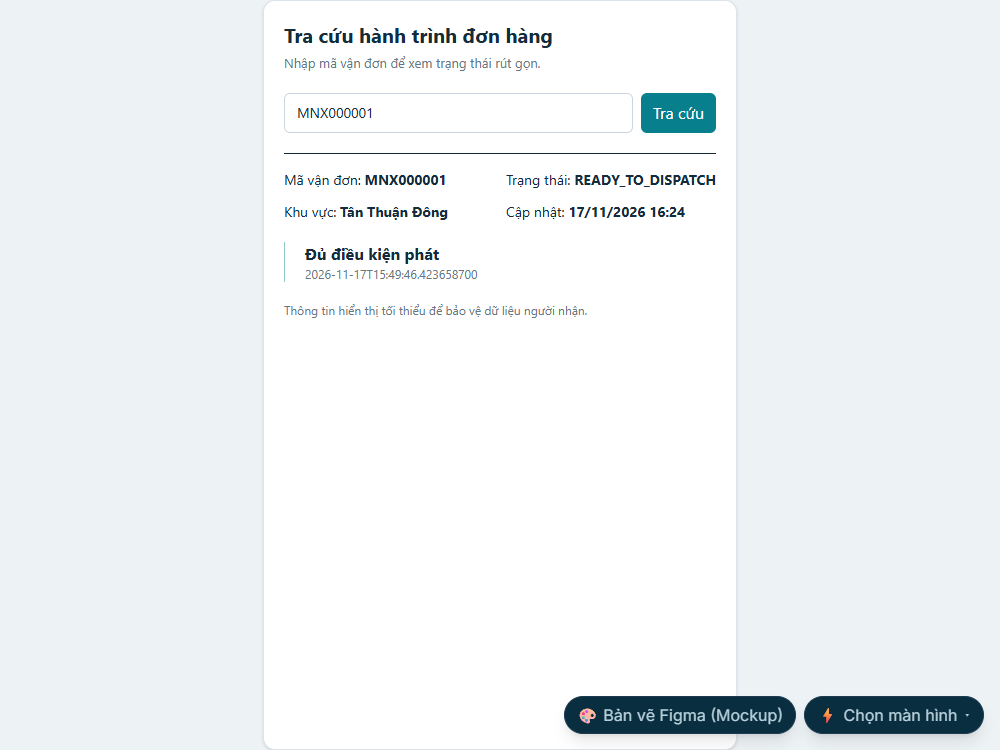 Tra cứu hành trình đơn hàng
Nhập mã vận đơn để xem trạng thái rút gọn.
MNX000001
Tra cứu
Mã vận đơn: MNX000001
Trạng thái: READY_TO_DISPATCH
Khu vực: Tân Thuận Đông
Cập nhật: 17/11/2026 16:24
Đủ điều kiện phát
2026-11-17T15:49:46.423658700
Thông tin hiển thị tối thiểu để bảo vệ dữ liệu người nhận.
Bản vẽ Figma (Mockup)
Chọn màn hình